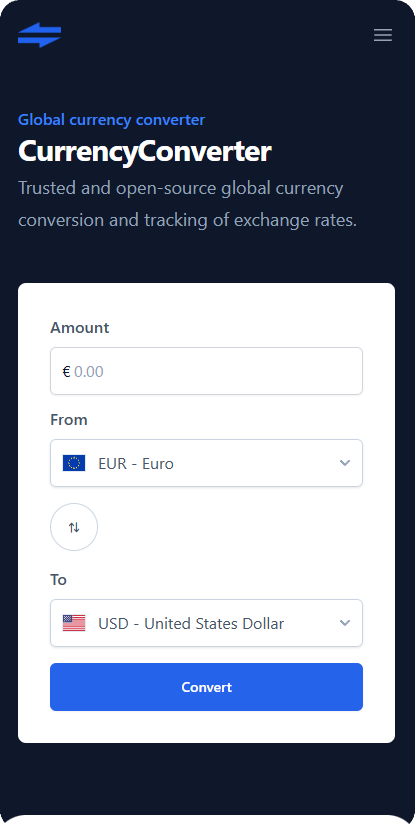 Global currency converter
CurrencyConverter
Trusted and open-source global currency
conversion and tracking of exchange rates.
Amount
€ 0.00
From
EUR - Euro
To
USD - United States Dollar
Convert